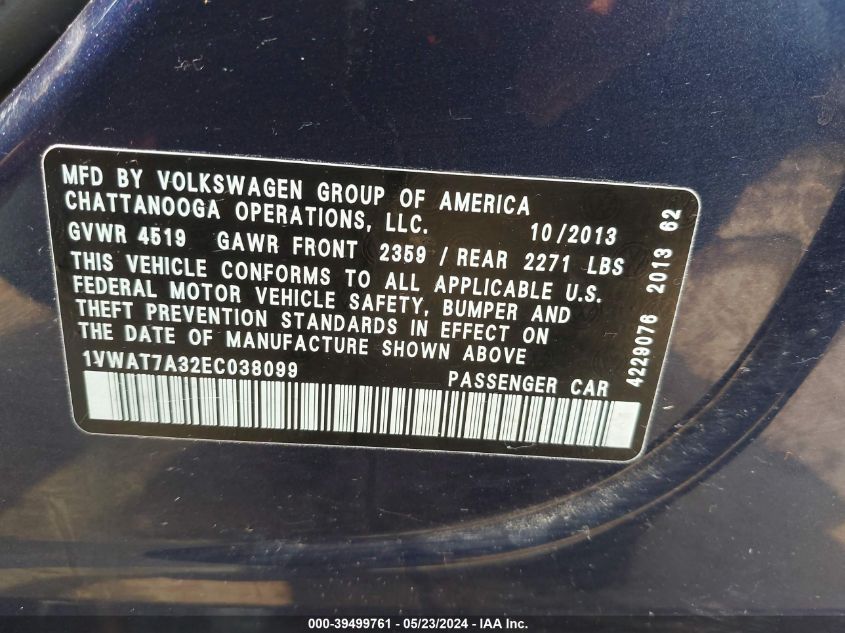 MFD BY VOLKSWAGEN GROUP OF AMERICA
CHATTANOOGA OPERATIONS, LLC. 10/2013
GVWR 4519 GAWR FRONT 2359 / REAR 2271 LBS
THIS VEHICLE CONFORMS TO ALL APPLICABLE U.S.
FEDERAL MOTOR VEHICLE SAFETY, BUMPER AND
THEFT PREVENTION STANDARDS IN EFFECT ON
THE DATE OF MANUFACTURE SHOWN ABOVE
1VWAT7A32EC038099 PASSENGER CAR
4229076 2013 62
000-39499761 - 05/23/2024 - IAA Inc.